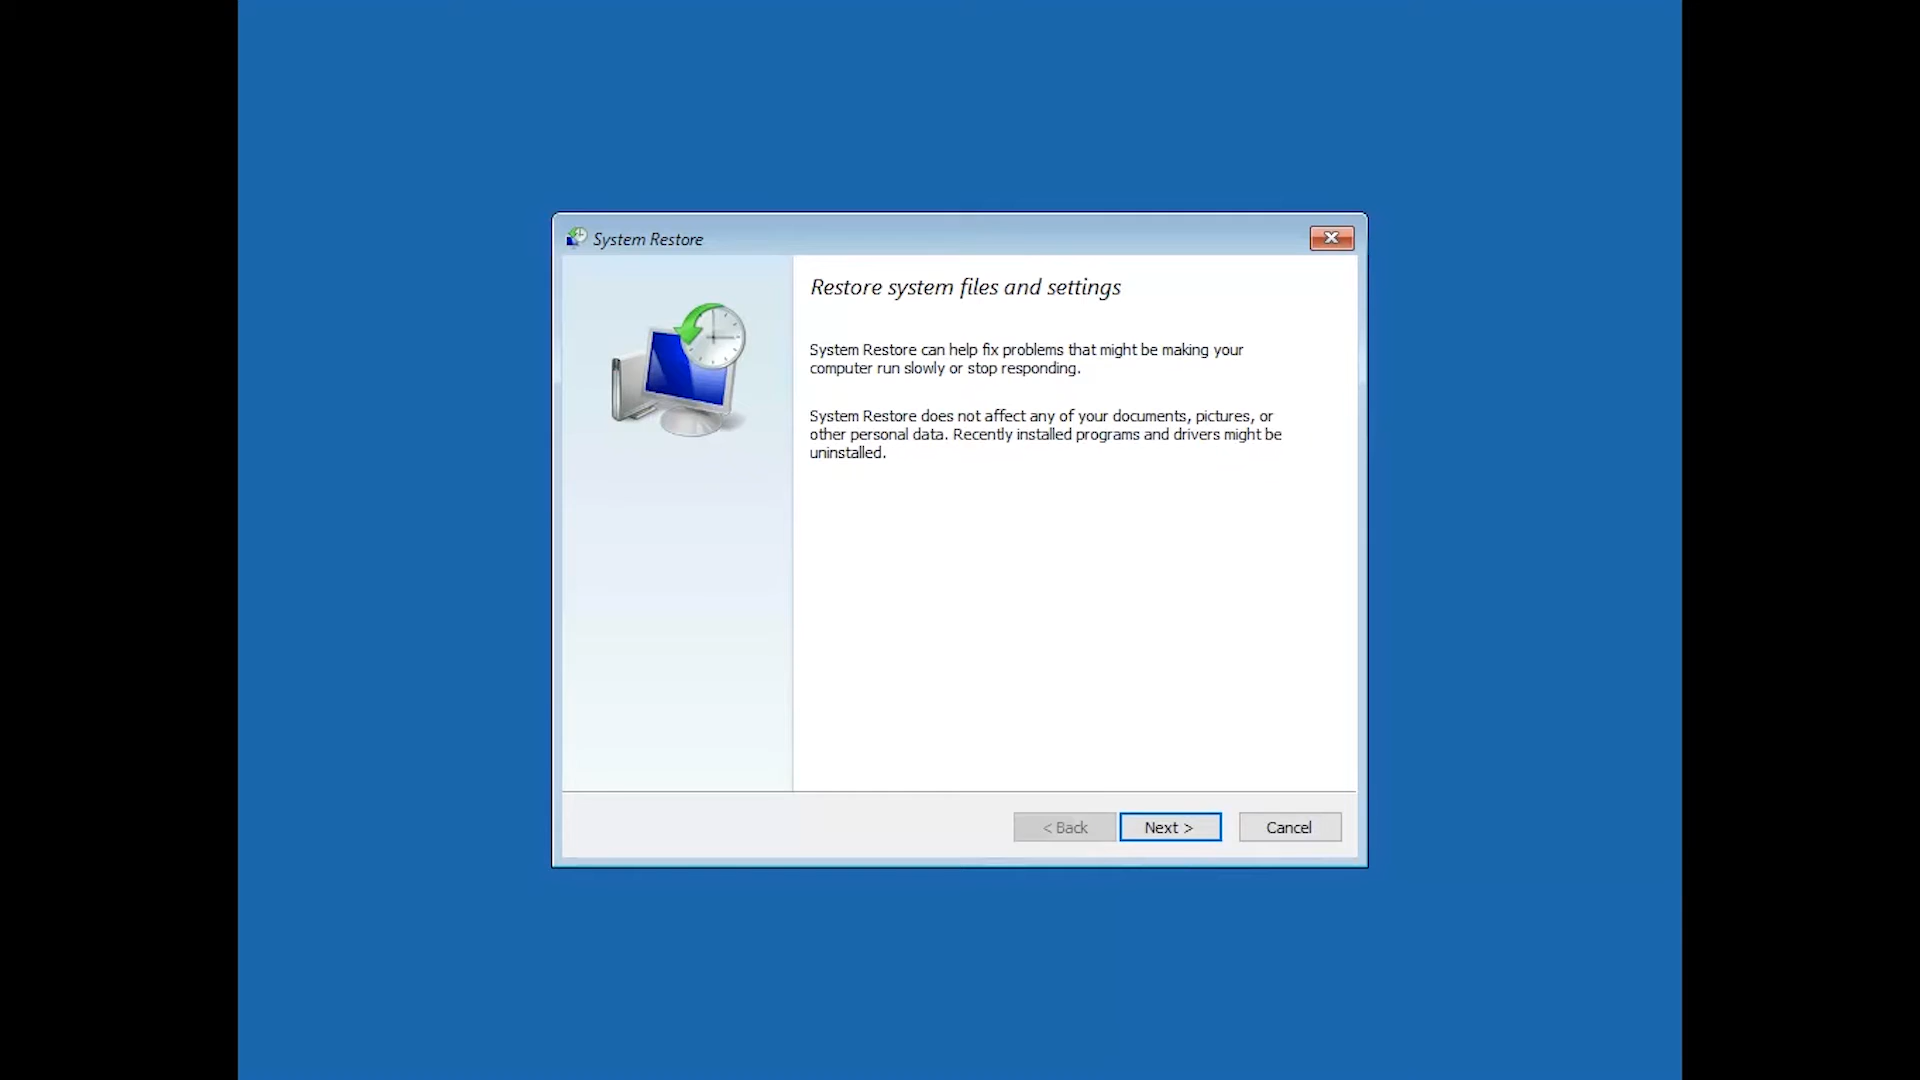 System Restore
Restore system files and settings
System Restore can help fix problems that might be making your
computer run slowly or stop responding.
System Restore does not affect any of your documents, pictures, or
other personal data. Recently installed programs and drivers might be
uninstalled.
< Back
Next >
Cancel